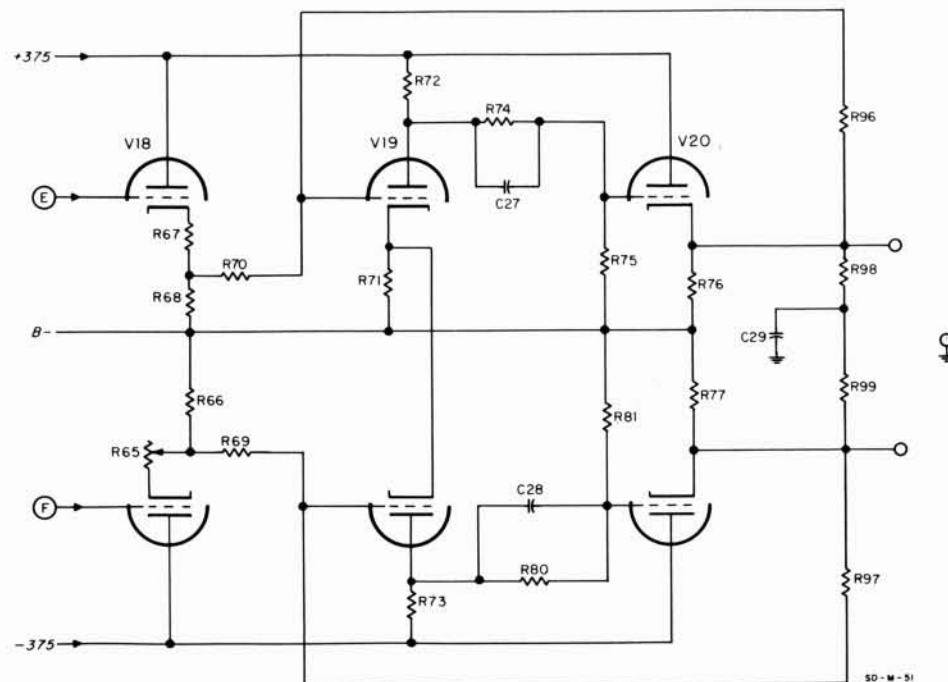 +375
R72
R74
R96
V18
V19
V20
E
C27
R67
R70
R71
R75
R76
R98
R68
B-
C29
R66
R77
R99
R81
R65
R69
C28
F
R80
R73
R97
-375
SD-M-51